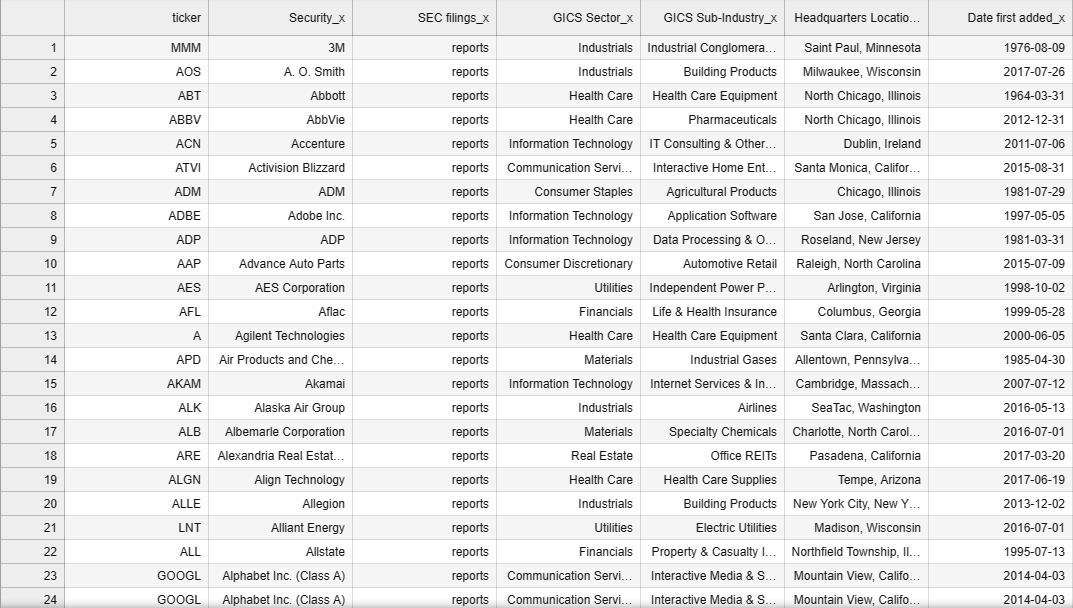 ticker Security_x SEC filings_x GICS Sector_x GICS Sub-Industry_x Headquarters Locatio... Date first added_x
1 MMM 3M reports Industrials Industrial Conglomera... Saint Paul, Minnesota 1976-08-09
2 AOS A. O. Smith reports Industrials Building Products Milwaukee, Wisconsin 2017-07-26
3 ABT Abbott reports Health Care Health Care Equipment North Chicago, Illinois 1964-03-31
4 ABBV AbbVie reports Health Care Pharmaceuticals North Chicago, Illinois 2012-12-31
5 ACN Accenture reports Information Technology IT Consulting & Other... Dublin, Ireland 2011-07-06
6 ATVI Activision Blizzard reports Communication Servi... Interactive Home Ent... Santa Monica, Califor... 2015-08-31
7 ADM ADM reports Consumer Staples Agricultural Products Chicago, Illinois 1981-07-29
8 ADBE Adobe Inc. reports Information Technology Application Software San Jose, California 1997-05-05
9 ADP ADP reports Information Technology Data Processing & O... Roseland, New Jersey 1981-03-31
10 AAP Advance Auto Parts reports Consumer Discretionary Automotive Retail Raleigh, North Carolina 2015-07-09
11 AES AES Corporation reports Utilities Independent Power P... Arlington, Virginia 1998-10-02
12 AFL Aflac reports Financials Life & Health Insurance Columbus, Georgia 1999-05-28
13 A Agilent Technologies reports Health Care Health Care Equipment Santa Clara, California 2000-06-05
14 APD Air Products and Che... reports Materials Industrial Gases Allentown, Pennsylva... 1985-04-30
15 AKAM Akamai reports Information Technology Internet Services & In... Cambridge, Massach... 2007-07-12
16 ALK Alaska Air Group reports Industrials Airlines SeaTac, Washington 2016-05-13
17 ALB Albemarle Corporation reports Materials Specialty Chemicals Charlotte, North Carol... 2016-07-01
18 ARE Alexandria Real Estat... reports Real Estate Office REITs Pasadena, California 2017-03-20
19 ALGN Align Technology reports Health Care Health Care Supplies Tempe, Arizona 2017-06-19
20 ALLE Allegion reports Industrials Building Products New York City, New Y... 2013-12-02
21 LNT Alliant Energy reports Utilities Electric Utilities Madison, Wisconsin 2016-07-01
22 ALL Allstate reports Financials Property & Casualty I... Northfield Township, Il... 1995-07-13
23 GOOGL Alphabet Inc. (Class A) reports Communication Servi... Interactive Media & S... Mountain View, Califo... 2014-04-03
24 GOOGL Alphabet Inc. (Class A) reports Communication Servi... Interactive Media & S... Mountain View, Califo... 2014-04-03